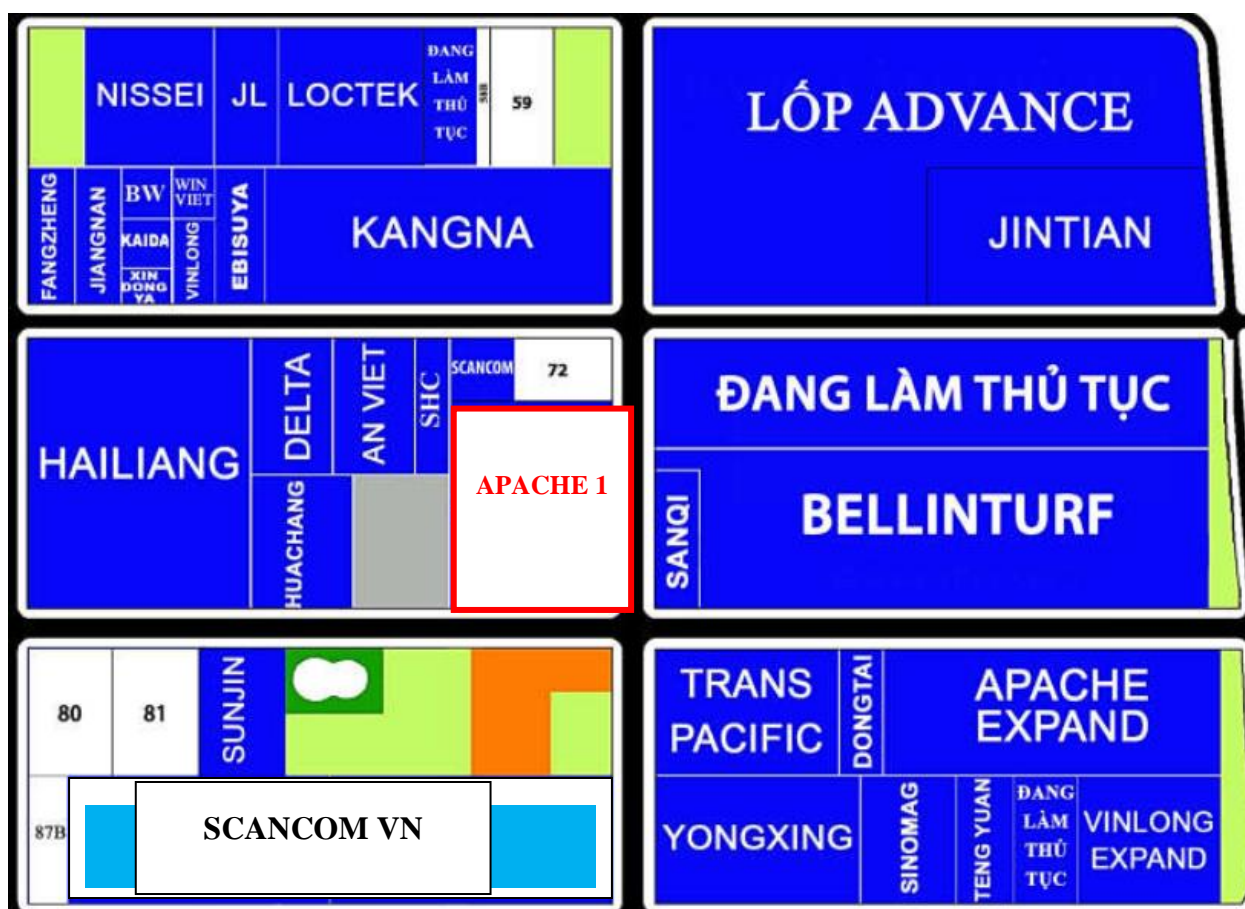 NISSEI
JL
LOCTEK
ĐANG
LÀM
THỦ
TỤC
58B
59
FANGZHENG
JIANGNAN
BW
KAIDA
XIN
DONG
YA
WIN
VIET
VINLONG
EBISUYA
KANGNA
LỐP ADVANCE
JINTIAN
HAILIANG
DELTA
AN VIET
SHC
SCANCOM
72
HUACHANG
APACHE 1
ĐANG LÀM THỦ TỤC
SANQI
BELLINTURF
80
81
SUNJIN
87B
SCANCOM VN
TRANS
PACIFIC
DONGTAI
APACHE
EXPAND
YONGXING
SINOMAG
TENG YUAN
ĐANG
LÀM
THỦ
TỤC
VINLONG
EXPAND